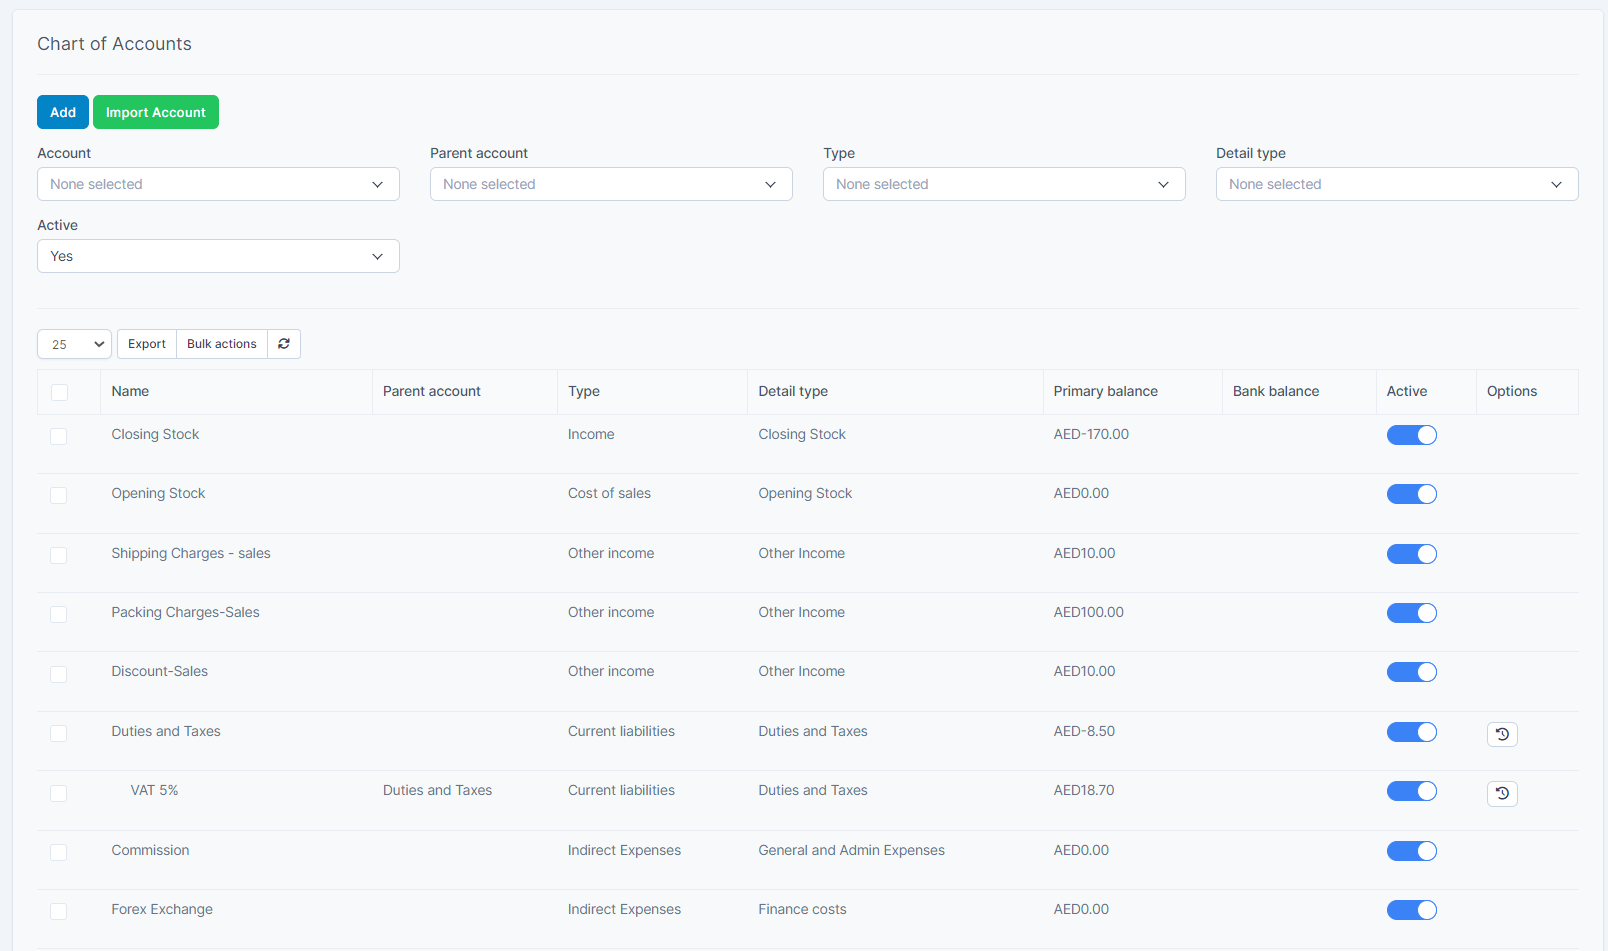 Chart of Accounts
Add Import Account
Account Parent account Type Detail type
None selected None selected None selected None selected
Active
Yes
25 Export Bulk actions
Name Parent account Type Detail type Primary balance Bank balance Active Options
Closing Stock Income Closing Stock AED-170.00
Opening Stock Cost of sales Opening Stock AED0.00
Shipping Charges - sales Other income Other Income AED10.00
Packing Charges-Sales Other income Other Income AED100.00
Discount-Sales Other income Other Income AED10.00
Duties and Taxes Current liabilities Duties and Taxes AED-8.50
VAT 5% Duties and Taxes Current liabilities Duties and Taxes AED18.70
Commission Indirect Expenses General and Admin Expenses AED0.00
Forex Exchange Indirect Expenses Finance costs AED0.00